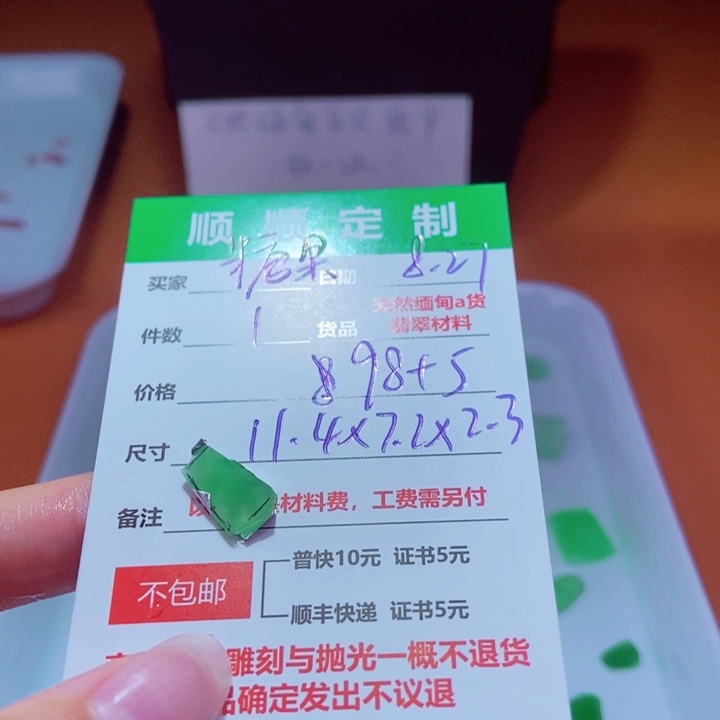 顺顺定制
买家 糖果 日期 8.27
件数 1 货品 天然缅甸a货
翡翠材料
价格 898+5
尺寸 11.4x7.2x2.3
备注 材料费，工费需另付
普快10元 证书5元
不包邮
顺丰快递 证书5元
雕刻与抛光一概不退货
品确定发出不议退